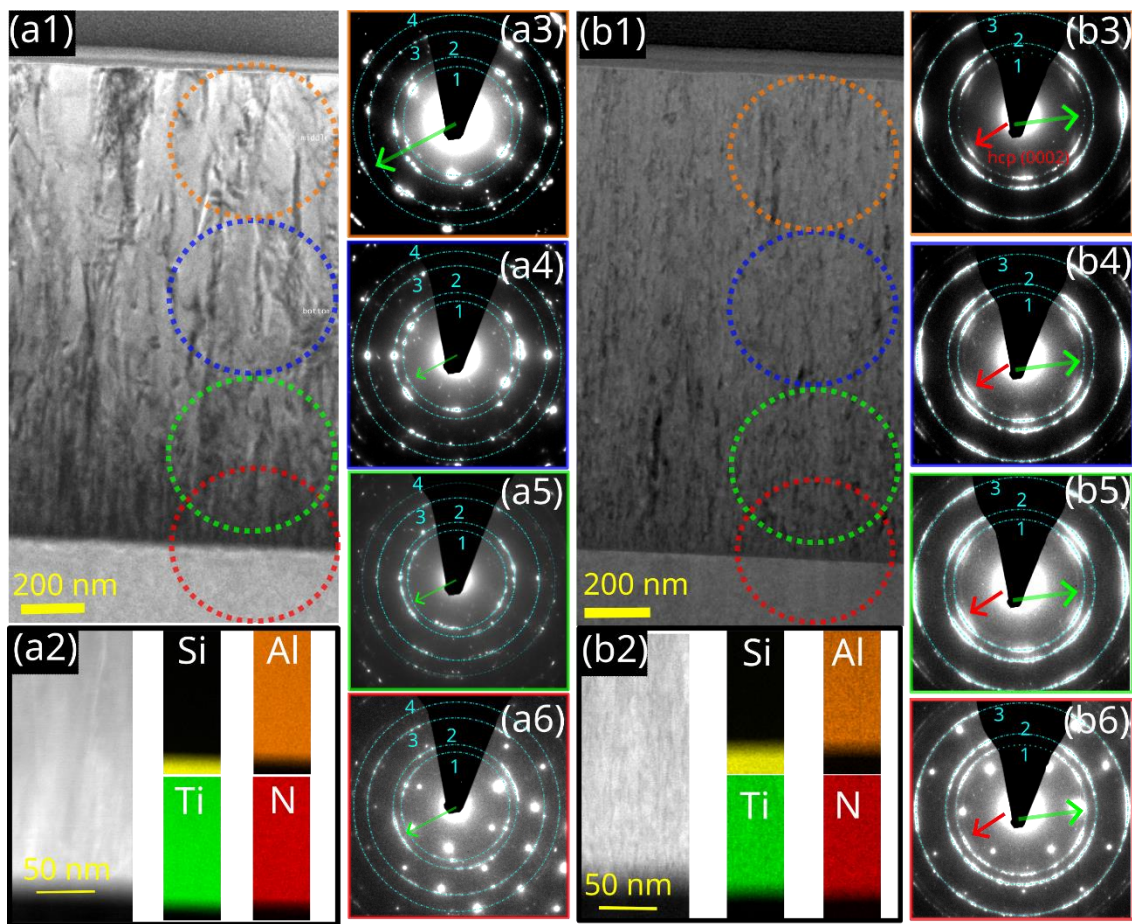 (a1)
middle
bottom
200 nm
(a2)
50 nm
Si
Al
Ti
N
(a3)
4
3
2
1
(a4)
4
3
2
1
(a5)
3
2
1
(a6)
4
3
2
1
(b1)
200 nm
(b2)
50 nm
Si
Al
Ti
N
(b3)
3
2
1
hcp (0002)
(b4)
3
2
1
(b5)
3
2
1
(b6)
3
2
1